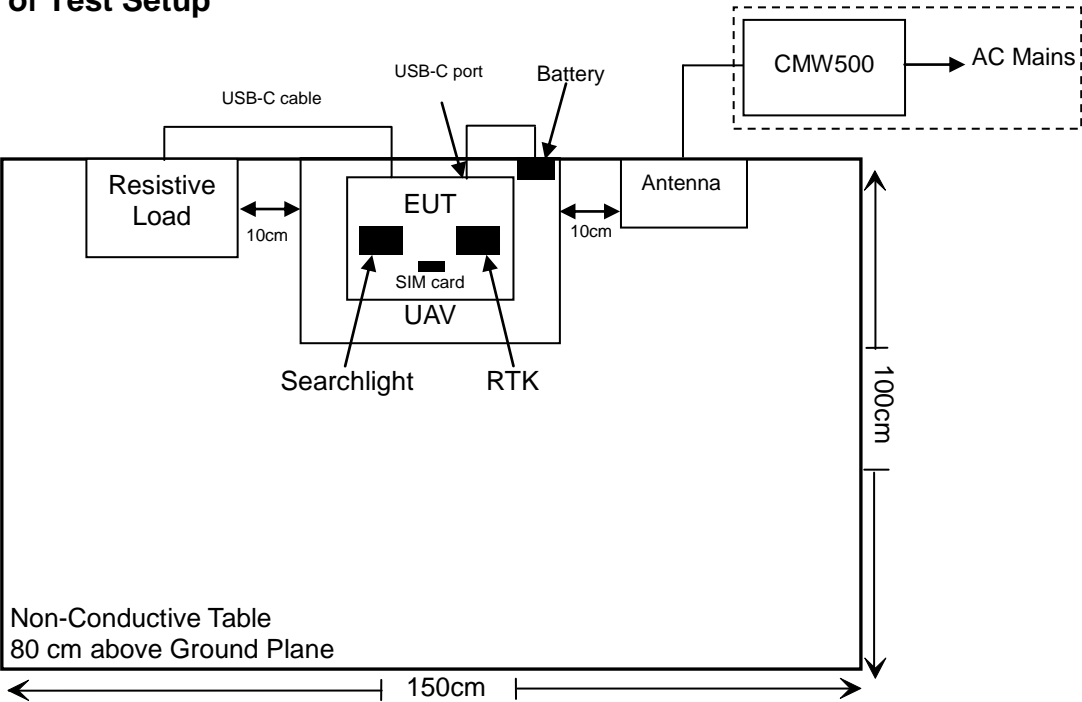 of Test Setup
CMW500
AC Mains
USB-C port
Battery
USB-C cable
Resistive
Load
EUT
Antenna
10cm
10cm
SIM card
UAV
Searchlight
RTK
100cm
Non-Conductive Table
80 cm above Ground Plane
150cm